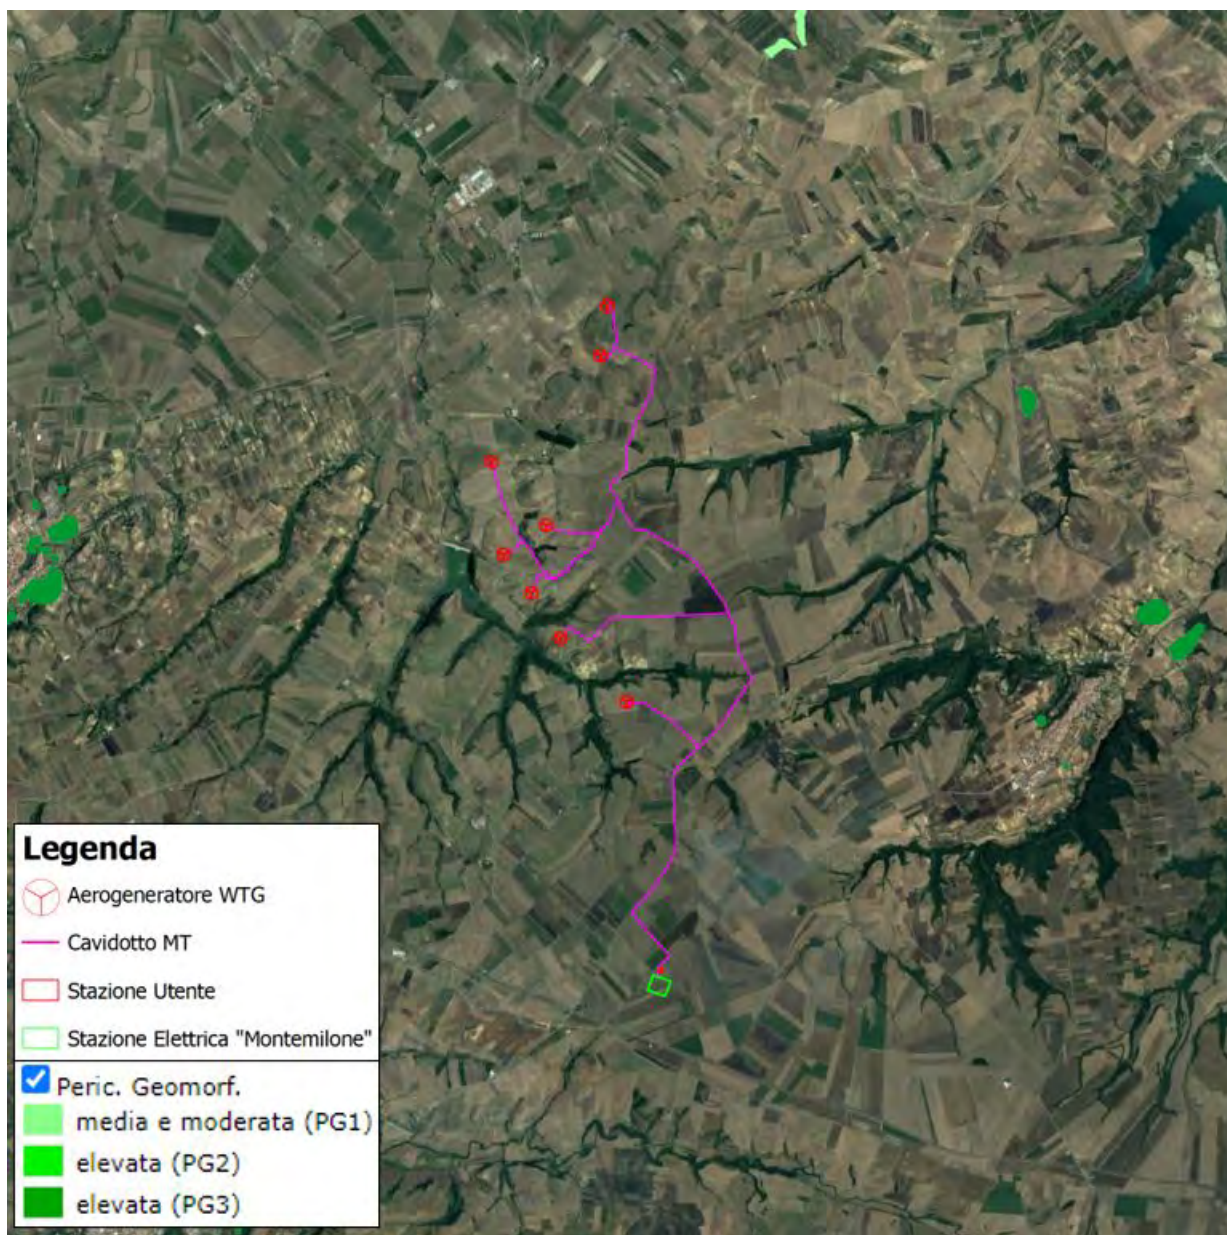 Legenda
Aerogeneratore WTG
Cavidotto MT
Stazione Utente
Stazione Elettrica "Montemilone"
Peric. Geomorf.
media e moderata (PG1)
elevata (PG2)
elevata (PG3)